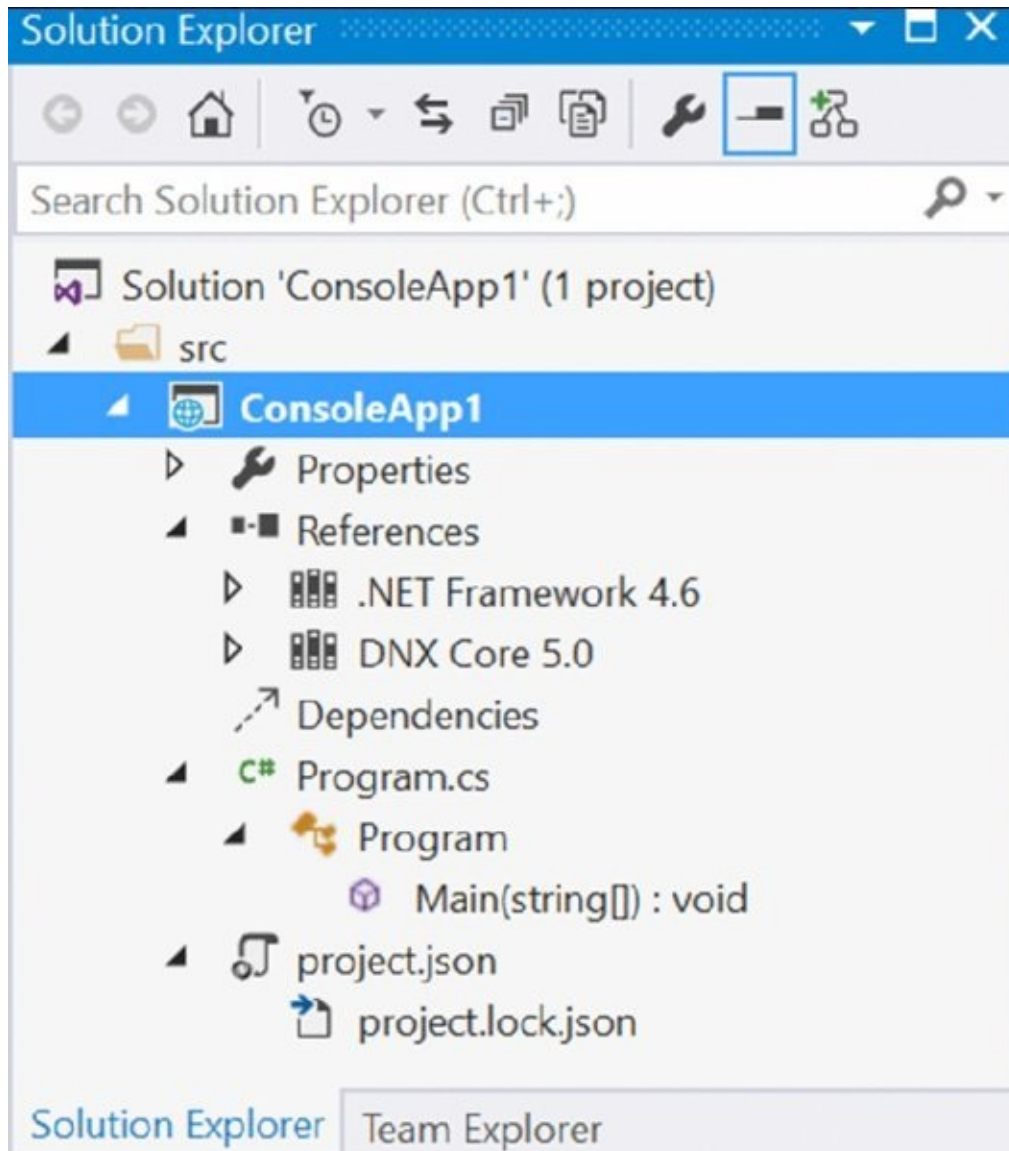 Solution Explorer
Search Solution Explorer (Ctrl+;)
Solution 'ConsoleApp1' (1 project)
src
ConsoleApp1
Properties
References
.NET Framework 4.6
DNX Core 5.0
Dependencies
C# Program.cs
Program
Main(string[]) : void
project.json
project.lock.json
Solution Explorer Team Explorer